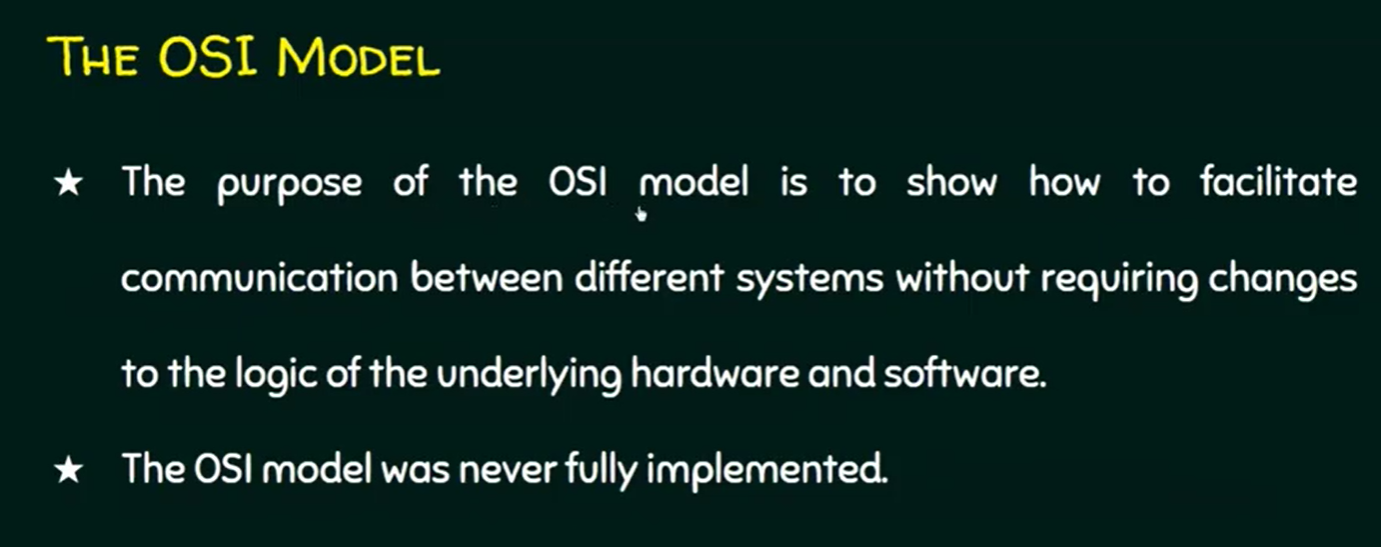 THE OSI MODEL
★ The purpose of the OSI model is to show how to facilitate
communication between different systems without requiring changes
to the logic of the underlying hardware and software.
★ The OSI model was never fully implemented.